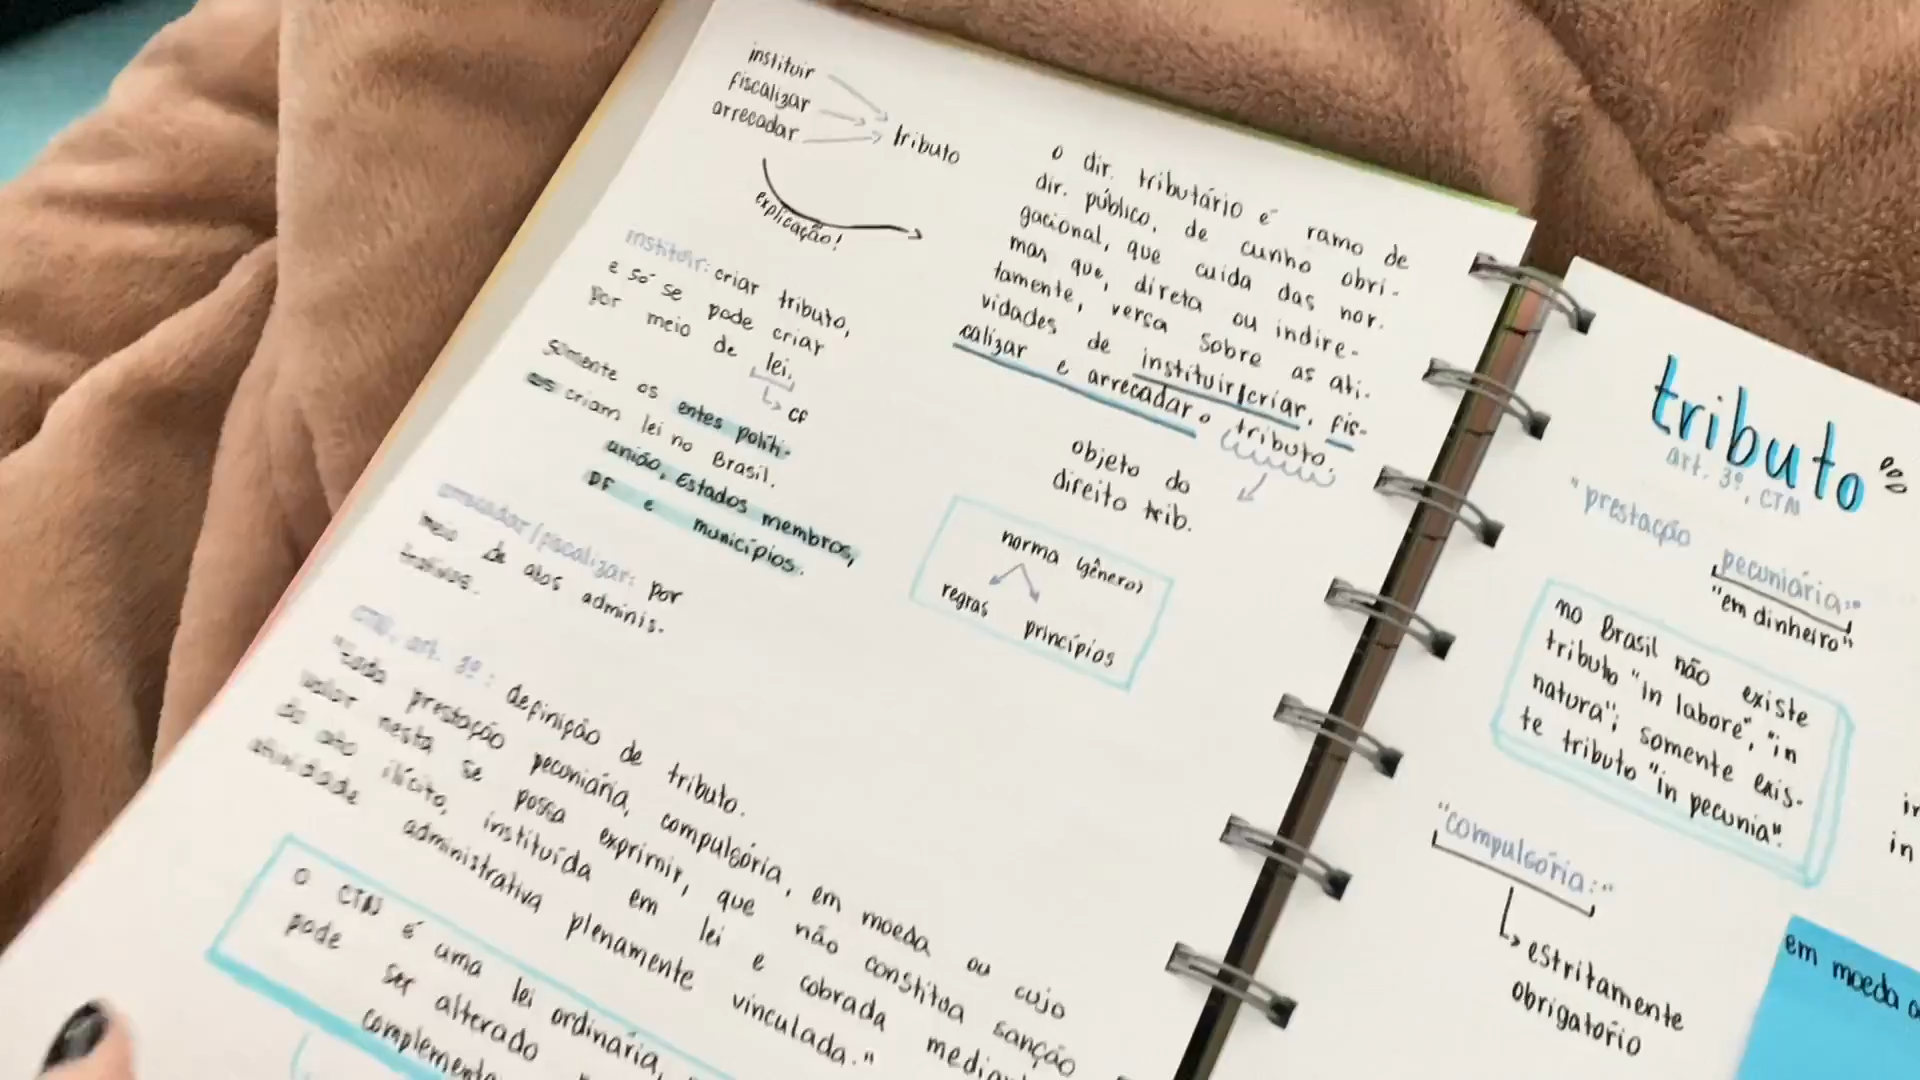 instituir
fiscalizar
arrecadar
tributo
explicação!
instituir: criar tributo,
e só se pode criar
por meio de lei.
↳ CF
somente os entes políti-
cos criam lei no Brasil.
união, Estados membros,
DF e municípios.
arrecadar/fiscalizar: por
meio de atos adminis-
trativos.
CTN, art. 3º: definição de tributo.
"Toda prestação pecuniária, compulsória, em moeda ou cujo
valor nesta se possa exprimir, que não constitua sanção
do ato ilícito, instituída em lei e cobrada median
atividade administrativa plenamente vinculada."
O CTN é uma lei ordinária,
pode ser alterado
complementa
o dir. tributário é ramo de
dir. público, de cunho obri-
gacional, que cuida das nor-
mas que, direta ou indire-
tamente, versa sobre as ati-
vidades de instituir/criar, fis-
calizar e arrecadar o tributo.
objeto do
direito trib.
norma (gênero)
regras
princípios
tributo
art. 3º, CTN
"prestação pecuniária:"
"em dinheiro"
no Brasil não existe
tributo "in labore", "in
natura"; somente exis-
te tributo "in pecunia".
"compulsória:"
↳ estritamente
obrigatório
in
in
em moeda o